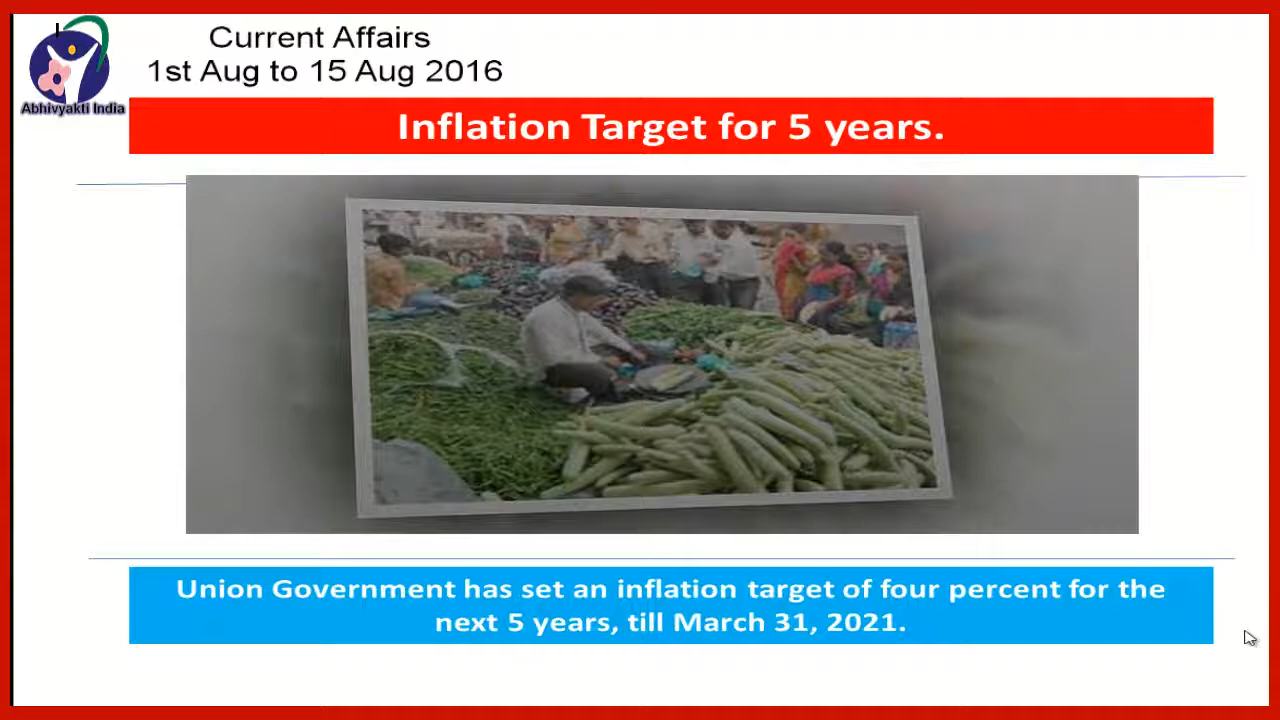 Current Affairs
1st Aug to 15 Aug 2016
Abhivyakti India
Inflation Target for 5 years.
Union Government has set an inflation target of four percent for the
next 5 years, till March 31, 2021.